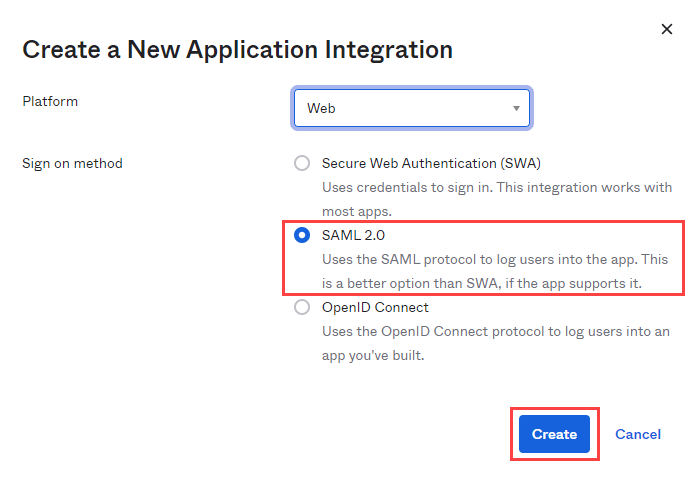 Create a New Application Integration
Platform
Web
Sign on method
Secure Web Authentication (SWA)
Uses credentials to sign in. This integration works with
most apps.
SAML 2.0
Uses the SAML protocol to log users into the app. This
is a better option than SWA, if the app supports it.
OpenID Connect
Uses the OpenID Connect protocol to log users into an
app you've built.
Create
Cancel